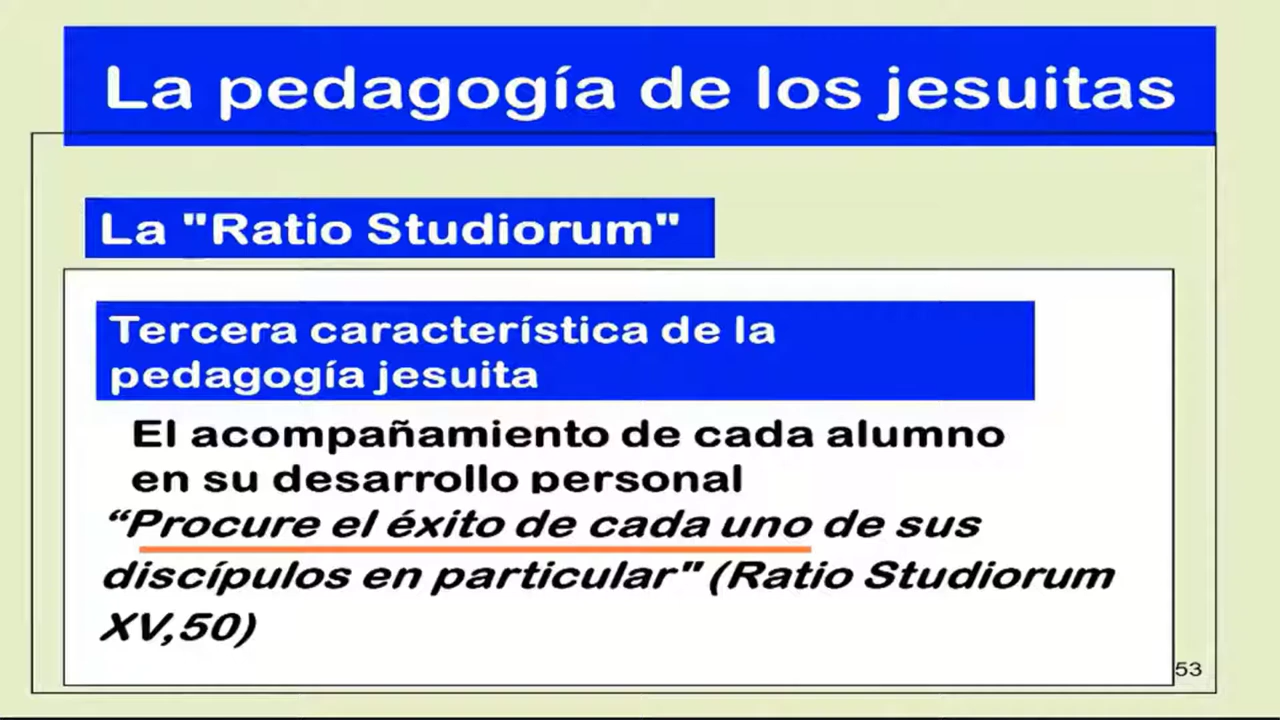 La pedagogía de los jesuitas
La "Ratio Studiorum"
Tercera característica de la
pedagogía jesuita
El acompañamiento de cada alumno
en su desarrollo personal
“Procure el éxito de cada uno de sus
discípulos en particular" (Ratio Studiorum
XV,50)
53